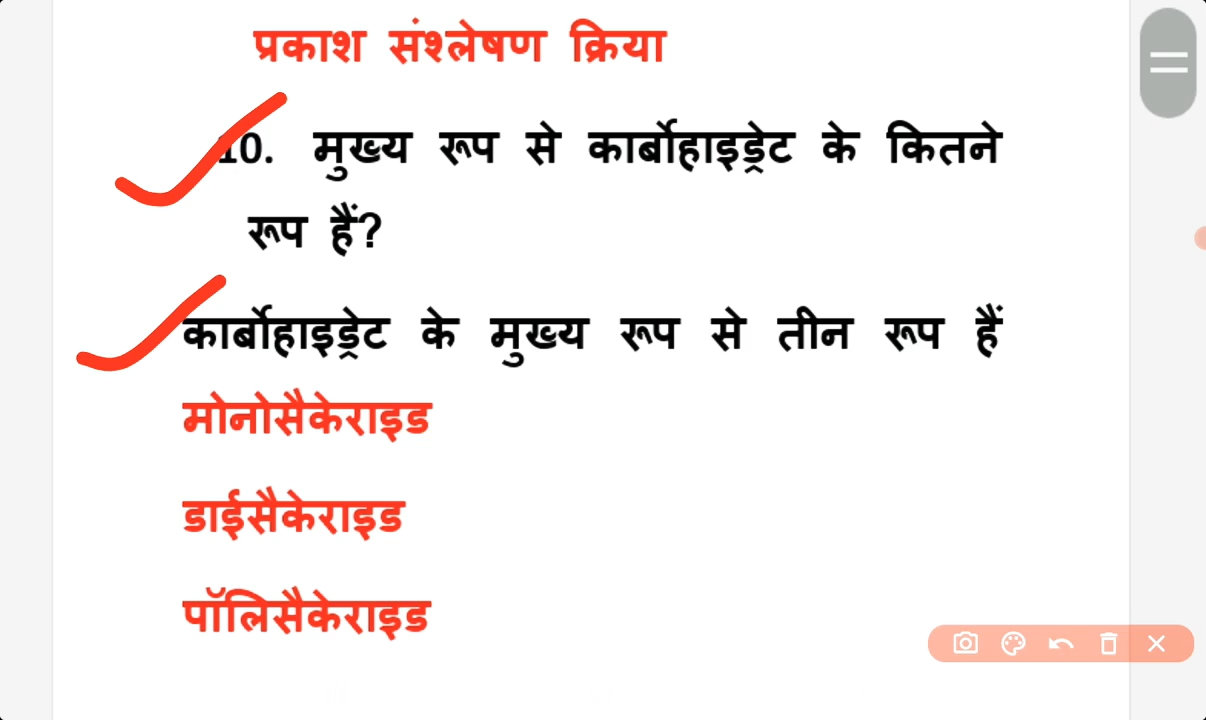 प्रकाश संश्लेषण क्रिया
10. मुख्य रूप से कार्बोहाइड्रेट के कितने
रूप हैं?
कार्बोहाइड्रेट के मुख्य रूप से तीन रूप हैं
मोनोसैकेराइड
डाईसैकेराइड
पॉलिसैकेराइड